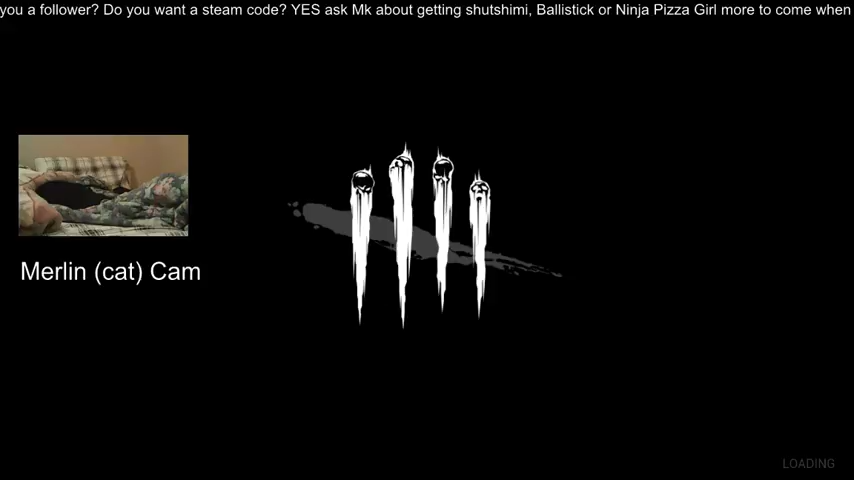 you a follower? Do you want a steam code? YES ask Mk about getting shutshimi, Ballistick or Ninja Pizza Girl more to come when
Merlin (cat) Cam
LOADING